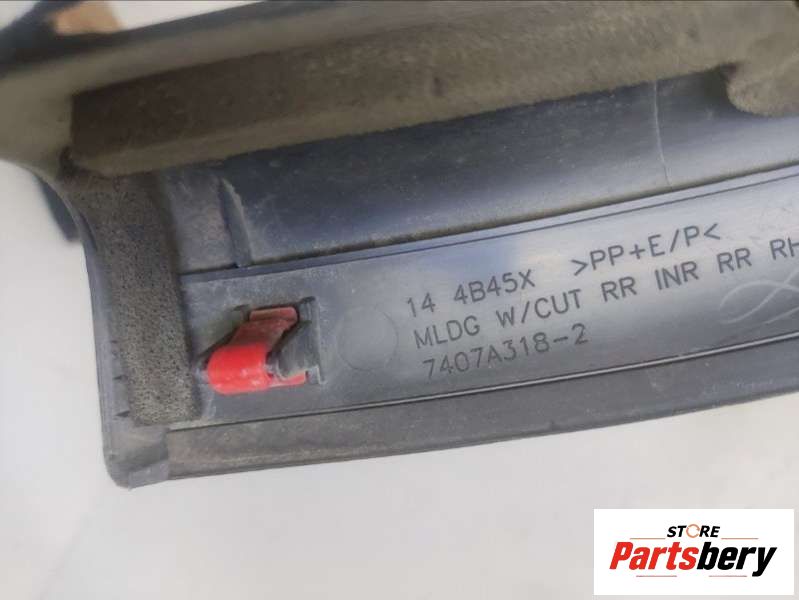 14 4B45X >PP+E/P<
MLDG W/CUT RR INR RR RH
7407A318-2
STORE
Partsbery